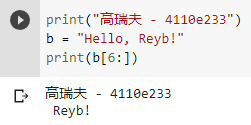 print("高瑞夫 - 4110e233")
b = "Hello, Reyb!"
print(b[6:])
高瑞夫 - 4110e233
 Reyb!